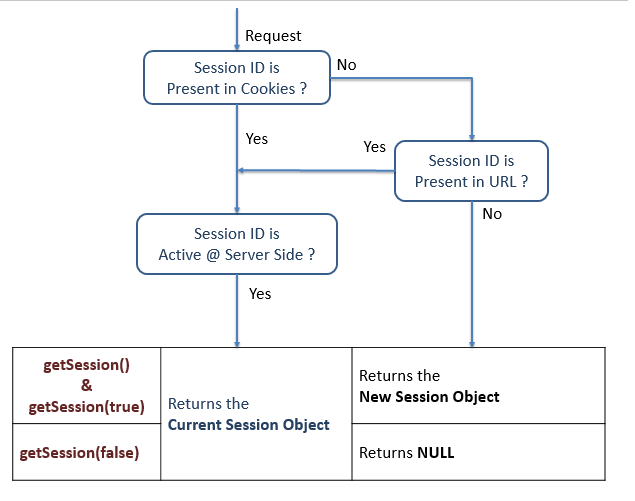 Request
Session ID is
Present in Cookies ?
No
Yes
Yes
Session ID is
Present in URL ?
No
Session ID is
Active @ Server Side ?
Yes
getSession()
&
getSession(true)
Returns the
Current Session Object
Returns the
New Session Object
getSession(false)
Returns NULL